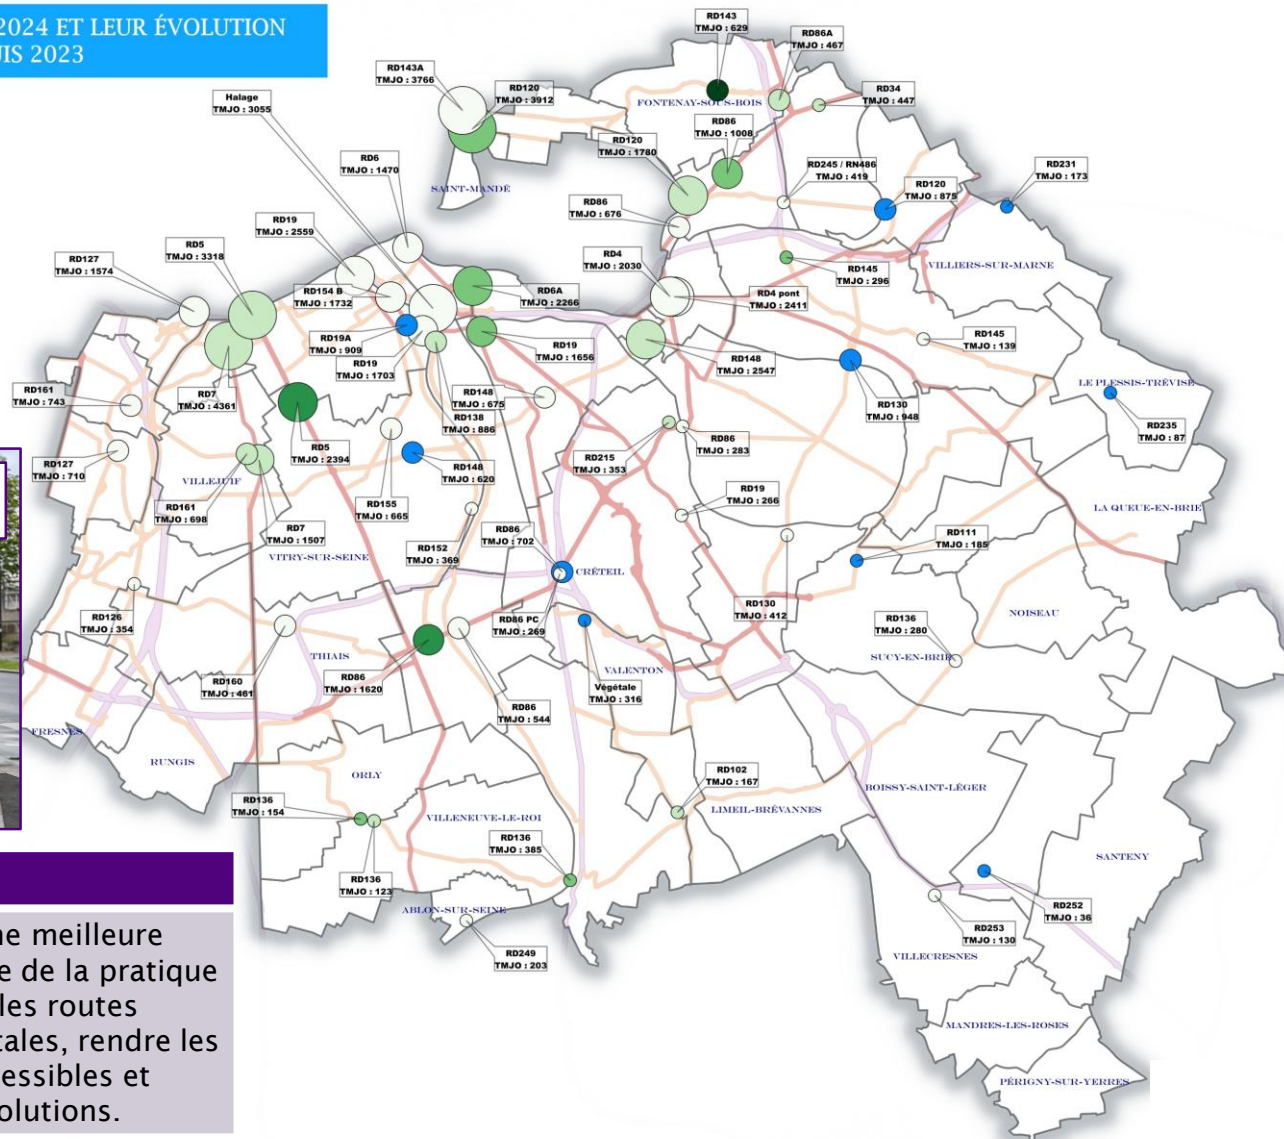 2024 ET LEUR ÉVOLUTION
UIS 2023
RD143
TMJO : 629
RD86A
TMJO : 467
RD143A
TMJO : 3766
RD120
TMJO : 3912
RD34
TMJO : 447
Halage
TMJO : 3055
FONTENAY-SOUS-BOIS
RD86
TMJO : 1008
RD120
TMJO : 1780
RD6
TMJO : 1470
RD245 / RN486
TMJO : 419
RD231
TMJO : 173
SAINT-MANDÉ
RD120
TMJO : 875
RD86
TMJO : 676
RD19
TMJO : 2559
RD5
TMJO : 3318
RD4
TMJO : 2030
RD127
TMJO : 1574
RD145
TMJO : 296
VILLIERS-SUR-MARNE
RD154 B
TMJO : 1732
RD6A
TMJO : 2266
RD4 pont
TMJO : 2411
RD19A
TMJO : 909
RD19
TMJO : 1656
RD145
TMJO : 139
RD19
TMJO : 1703
RD148
TMJO : 2547
RD161
TMJO : 743
RD7
TMJO : 4361
RD148
TMJO : 675
LE PLESSIS-TRÉVISE
RD130
TMJO : 948
RD138
TMJO : 886
RD235
TMJO : 87
RD5
TMJO : 2394
RD86
TMJO : 283
RD127
TMJO : 710
RD148
TMJO : 620
RD215
TMJO : 353
VILLEJUIF
RD161
TMJO : 698
RD155
TMJO : 665
RD19
TMJO : 266
LA QUEUE-EN-BRIE
RD7
TMJO : 1507
RD86
TMJO : 702
RD111
TMJO : 185
VITRY-SUR-SEINE
RD152
TMJO : 369
CRÉTEIL
RD126
TMJO : 354
RD86 PC
TMJO : 269
RD130
TMJO : 412
NOISEAU
RD136
TMJO : 280
THIAIS
SUCY-EN-BRIE
VALENTON
RD160
TMJO : 461
RD86
TMJO : 1620
Végétale
TMJO : 316
RD86
TMJO : 544
FRESNES
RUNGIS
ORLY
RD102
TMJO : 167
BOISSY-SAINT-LÉGER
RD136
TMJO : 154
LIMEIL-BRÉVANNES
VILLENEUVE-LE-ROI
RD136
TMJO : 385
SANTENY
RD136
TMJO : 123
ABLON-SUR-SEINE
RD252
TMJO : 36
RD253
TMJO : 130
RD249
TMJO : 203
VILLECRESNES
MANDRES-LES-ROSES
PÉRIGNY-SUR-YERRES
ne meilleure
e de la pratique
les routes
tales, rendre les
essibles et
olutions.